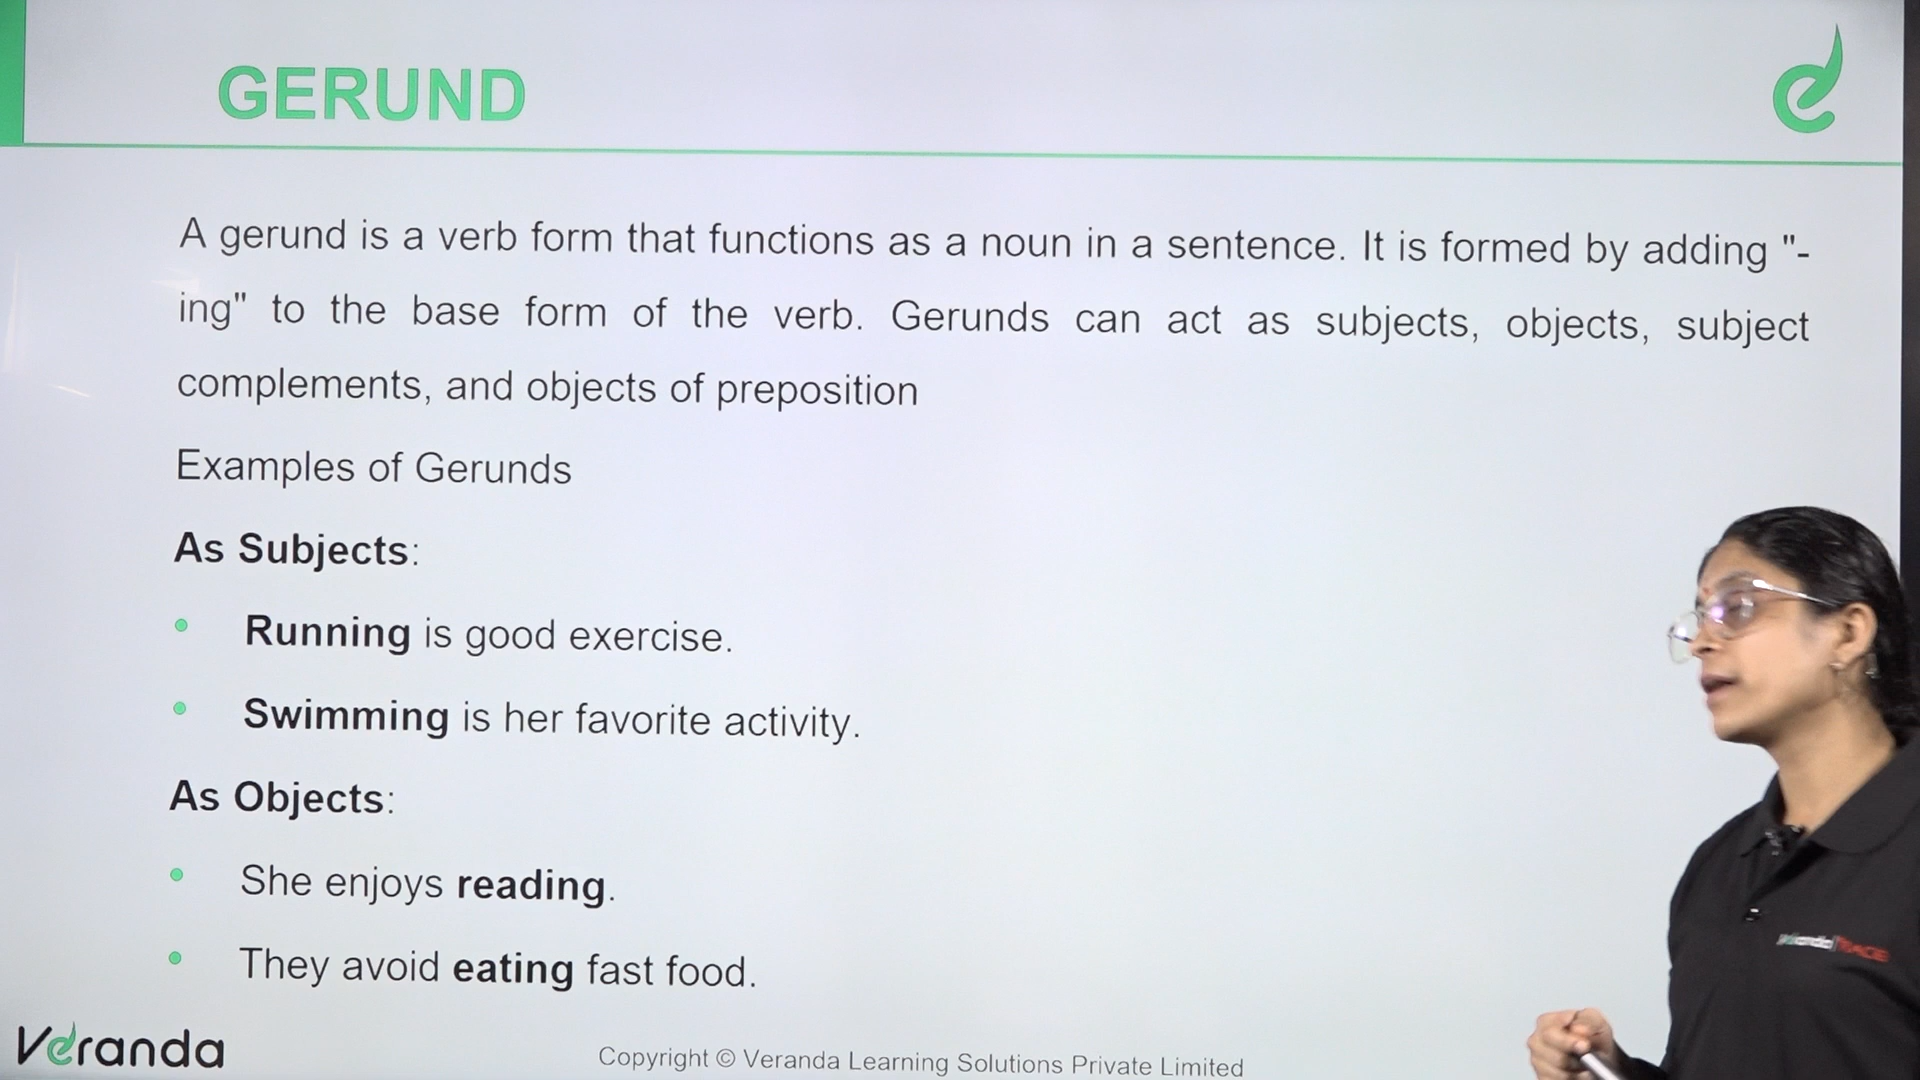 GERUND
A gerund is a verb form that functions as a noun in a sentence. It is formed by adding "-
ing" to the base form of the verb. Gerunds can act as subjects, objects, subject
complements, and objects of preposition
Examples of Gerunds
As Subjects:
• Running is good exercise.
• Swimming is her favorite activity.
As Objects:
• She enjoys reading.
• They avoid eating fast food.
Veranda
Copyright © Veranda Learning Solutions Private Limited
veranda RACE